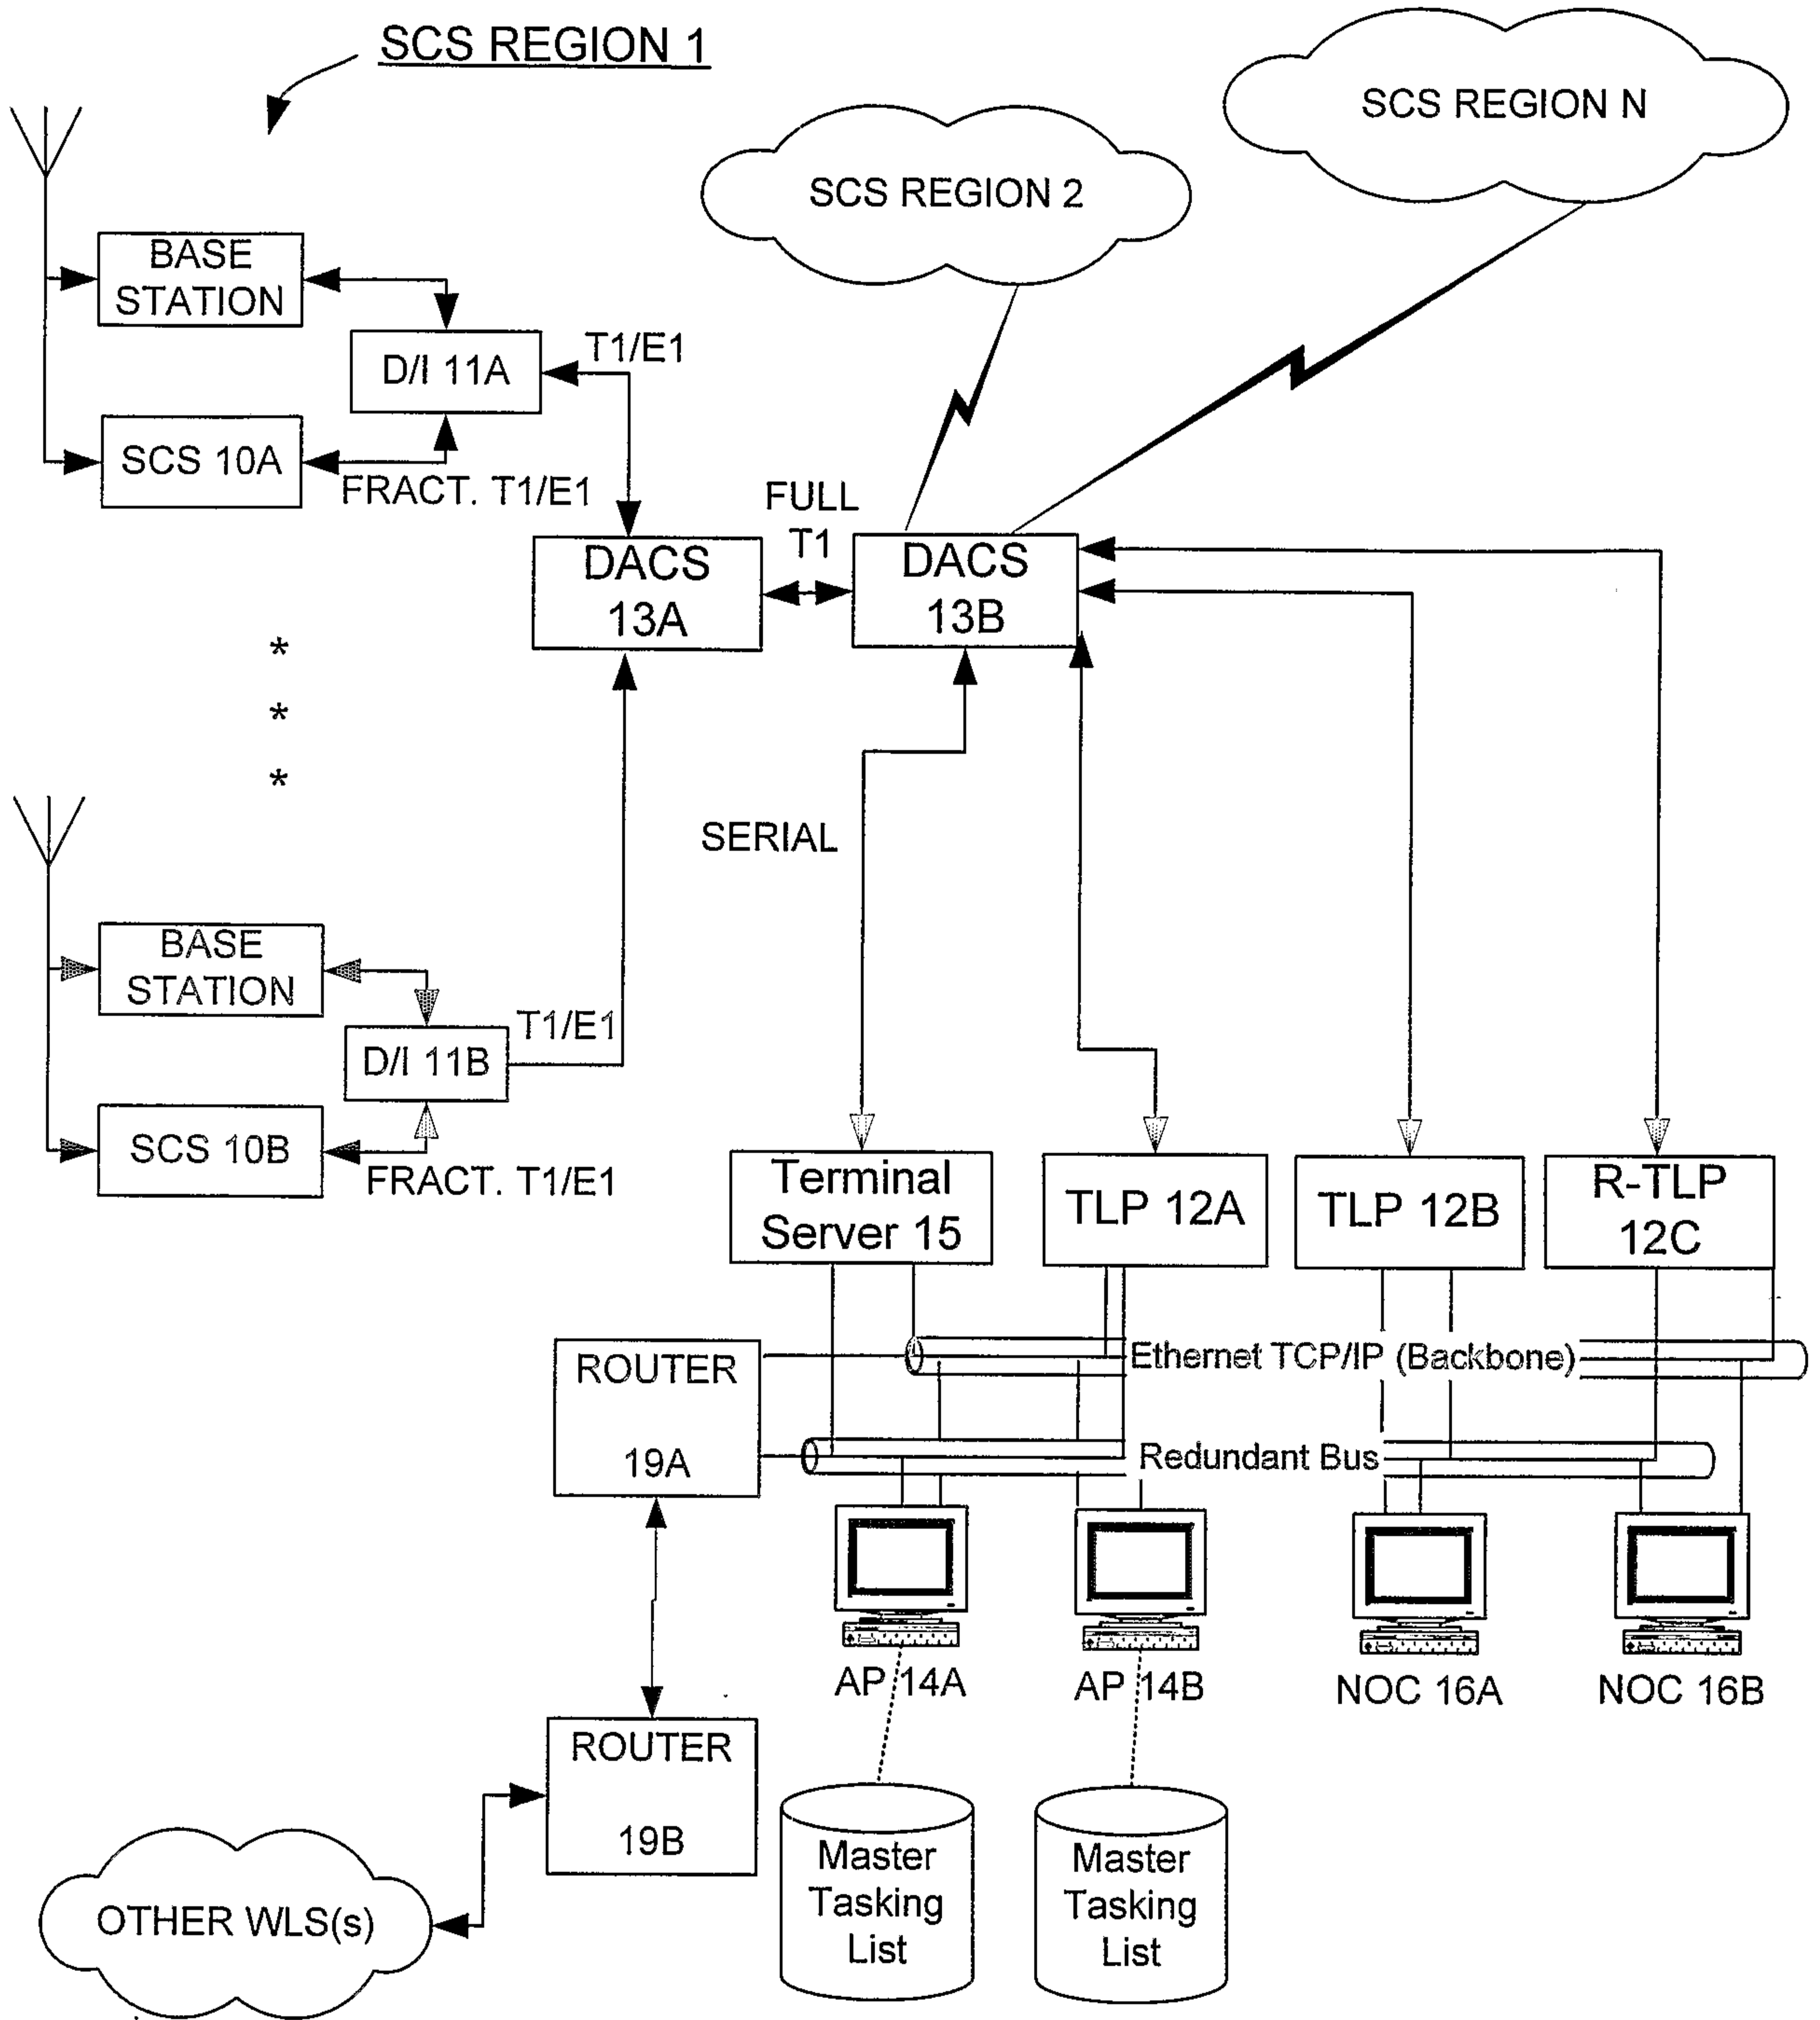 SCS REGION 1
SCS REGION N
SCS REGION 2
BASE
STATION
D/I 11A
T1/E1
SCS 10A
FRACT. T1/E1
FULL
T1
DACS
13A
DACS
13B
*
*
*
SERIAL
BASE
STATION
D/I 11B
T1/E1
SCS 10B
FRACT. T1/E1
Terminal
Server 15
TLP 12A
TLP 12B
R-TLP
12C
ROUTER
19A
Ethernet TCP/IP (Backbone)
Redundant Bus
AP 14A
AP 14B
NOC 16A
NOC 16B
ROUTER
19B
OTHER WLS(s)
Master
Tasking
List
Master
Tasking
List